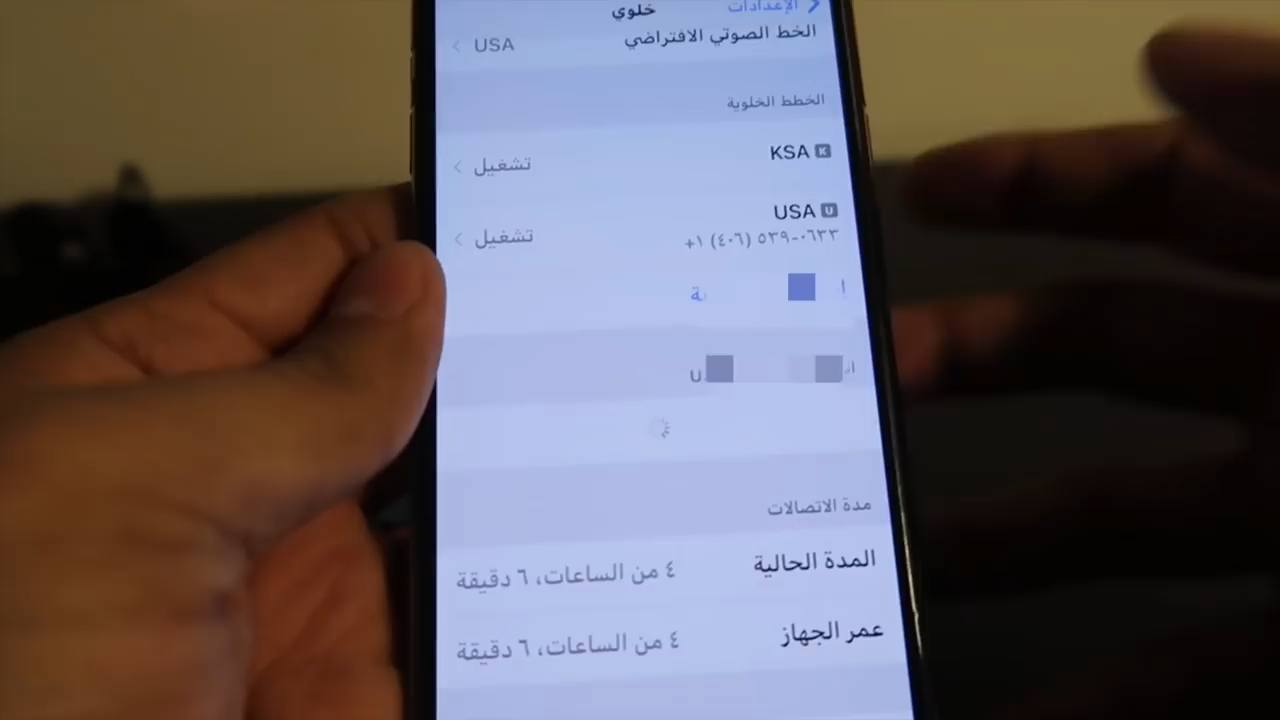 الإعدادات خلوي
الخط الصوتي الافتراضي USA
الخطط الخلوية
K KSA تشغيل
U USA تشغيل
+١ (٤٠٦) ٥٣٩-٠٦٣٣
مدة الاتصالات
المدة الحالية ٤ من الساعات، ٦ دقيقة
عمر الجهاز ٤ من الساعات، ٦ دقيقة